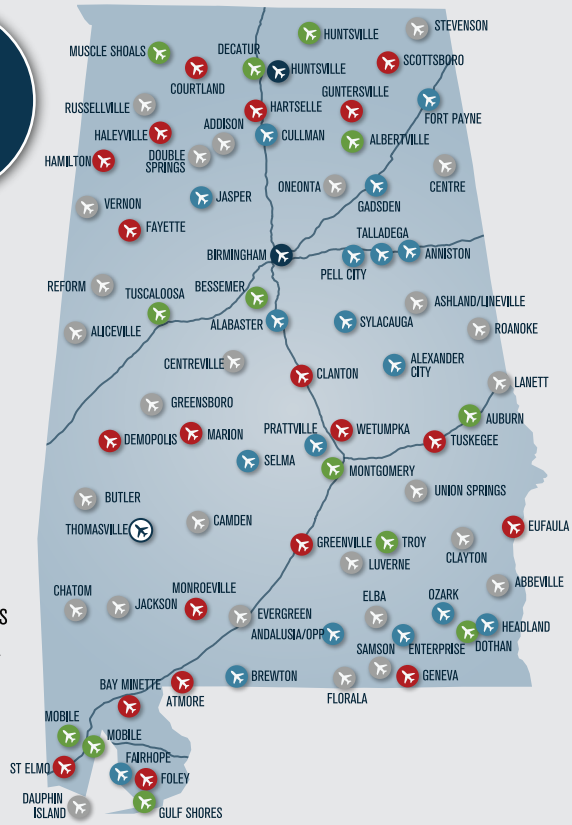 STEVENSON
HUNTSVILLE
MUSCLE SHOALS
DECATUR
COURTLAND
HUNTSVILLE
SCOTTSBORO
RUSSELLVILLE
HARTSELLE
GUNTERSVILLE
FORT PAYNE
HALEYVILLE
ADDISON
CULLMAN
ALBERTVILLE
HAMILTON
DOUBLE
SPRINGS
ONEONTA
CENTRE
VERNON
JASPER
GADSDEN
FAYETTE
TALLADEGA
BIRMINGHAM
PELL CITY
ANNISTON
REFORM
TUSCALOOSA
BESSEMER
ASHLAND/LINEVILLE
ALICEVILLE
ALABASTER
SYLACAUGA
ROANOKE
CENTREVILLE
CLANTON
ALEXANDER
CITY
LANETT
GREENSBORO
AUBURN
DEMOPOLIS
MARION
PRATTVILLE
WETUMPKA
TUSKEGEE
SELMA
MONTGOMERY
BUTLER
UNION SPRINGS
THOMASVILLE
CAMDEN
EUFAULA
GREENVILLE
TROY
LUVERNE
CLAYTON
CHATOM
JACKSON
MONROEVILLE
EVERGREEN
ELBA
OZARK
ABBEVILLE
S
ANDALUSIA/OPP
HEADLAND
SAMSON
ENTERPRISE
DOTHAN
BREWTON
FLORALA
GENEVA
BAY MINETTE
ATMORE
MOBILE
MOBILE
ST ELMO
FAIRHOPE
FOLEY
DAUPHIN
ISLAND
GULF SHORES